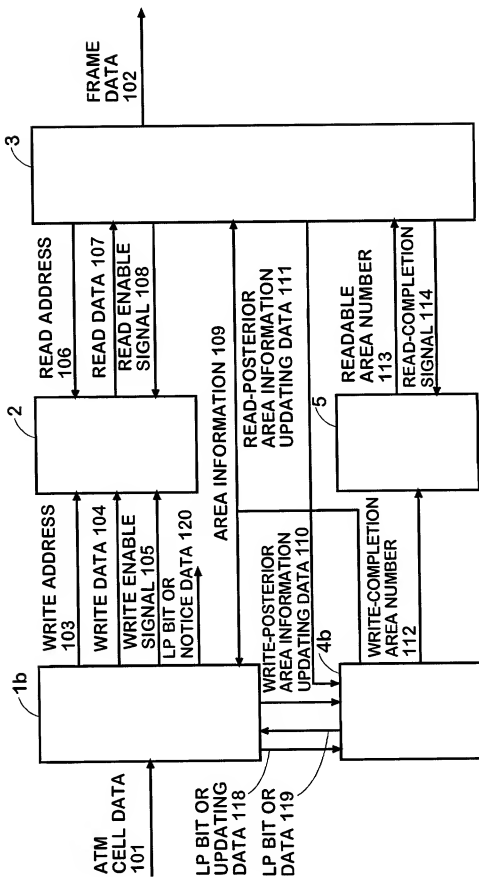 ATM
CELL DATA
101
1b
WRITE ADDRESS
103
WRITE DATA 104
WRITE ENABLE
SIGNAL 105
LP BIT OR
NOTICE DATA 120
2
READ ADDRESS
106
READ DATA 107
READ ENABLE
SIGNAL 108
3
FRAME
DATA
102
AREA INFORMATION 109
READ-POSTERIOR
AREA INFORMATION
UPDATING DATA 111
WRITE-POSTERIOR
AREA INFORMATION
UPDATING DATA 110
LP BIT OR
UPDATING
DATA 118
LP BIT OR
DATA 119
4b
WRITE-COMPLETION
AREA NUMBER
112
5
READABLE
AREA NUMBER
113
READ-COMPLETION
SIGNAL 114